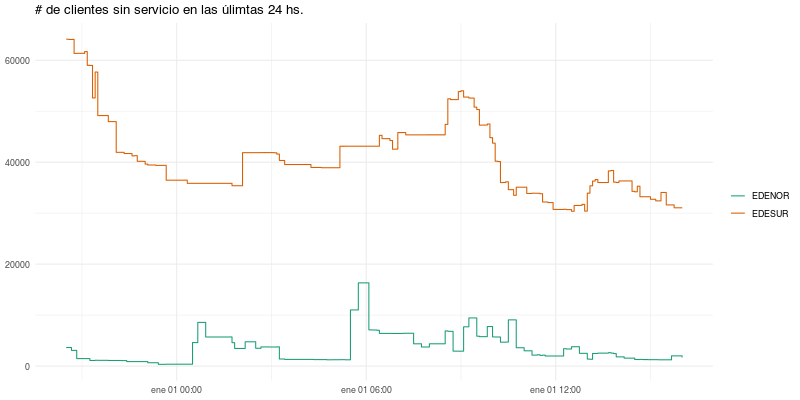 # de clientes sin servicio en las úlimtas 24 hs.
60000
40000
20000
0
ene 01 00:00
ene 01 06:00
ene 01 12:00
EDENOR
EDESUR